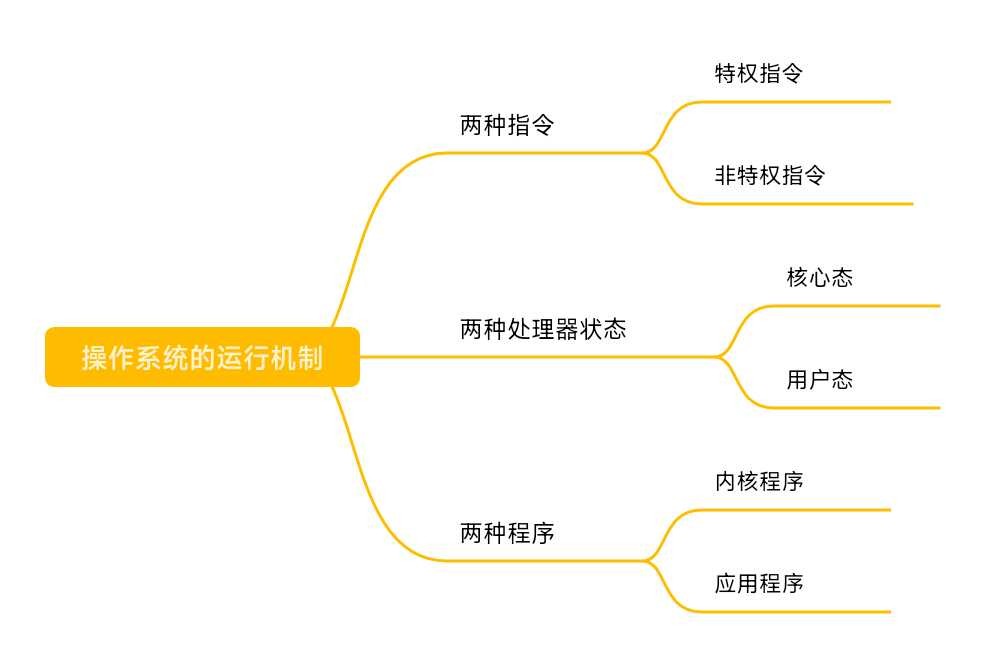 操作系统的运行机制
两种指令
特权指令
非特权指令
两种处理器状态
核心态
用户态
两种程序
内核程序
应用程序